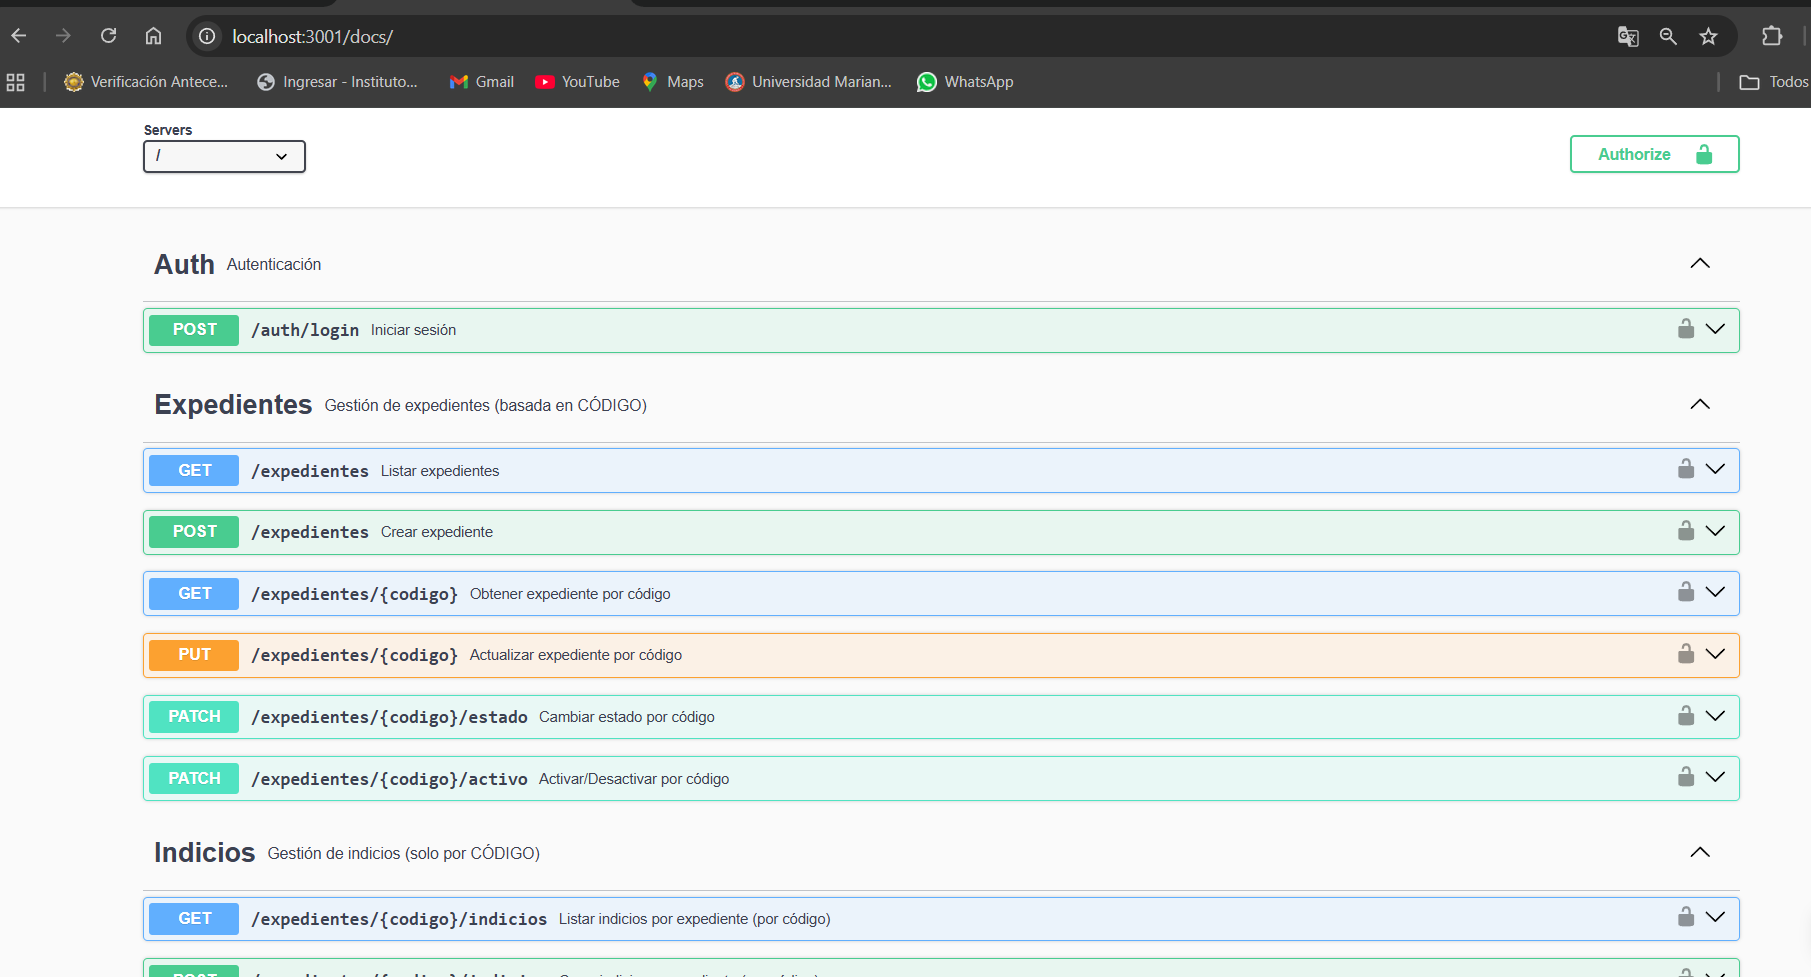 localhost:3001/docs/
Verificación Antece...
Ingresar - Instituto...
Gmail
YouTube
Maps
Universidad Marian...
WhatsApp
Todos
Servers
/
Authorize
Auth Autenticación
POST /auth/login Iniciar sesión
Expedientes Gestión de expedientes (basada en CÓDIGO)
GET /expedientes Listar expedientes
POST /expedientes Crear expediente
GET /expedientes/{codigo} Obtener expediente por código
PUT /expedientes/{codigo} Actualizar expediente por código
PATCH /expedientes/{codigo}/estado Cambiar estado por código
PATCH /expedientes/{codigo}/activo Activar/Desactivar por código
Indicios Gestión de indicios (solo por CÓDIGO)
GET /expedientes/{codigo}/indicios Listar indicios por expediente (por código)
POST